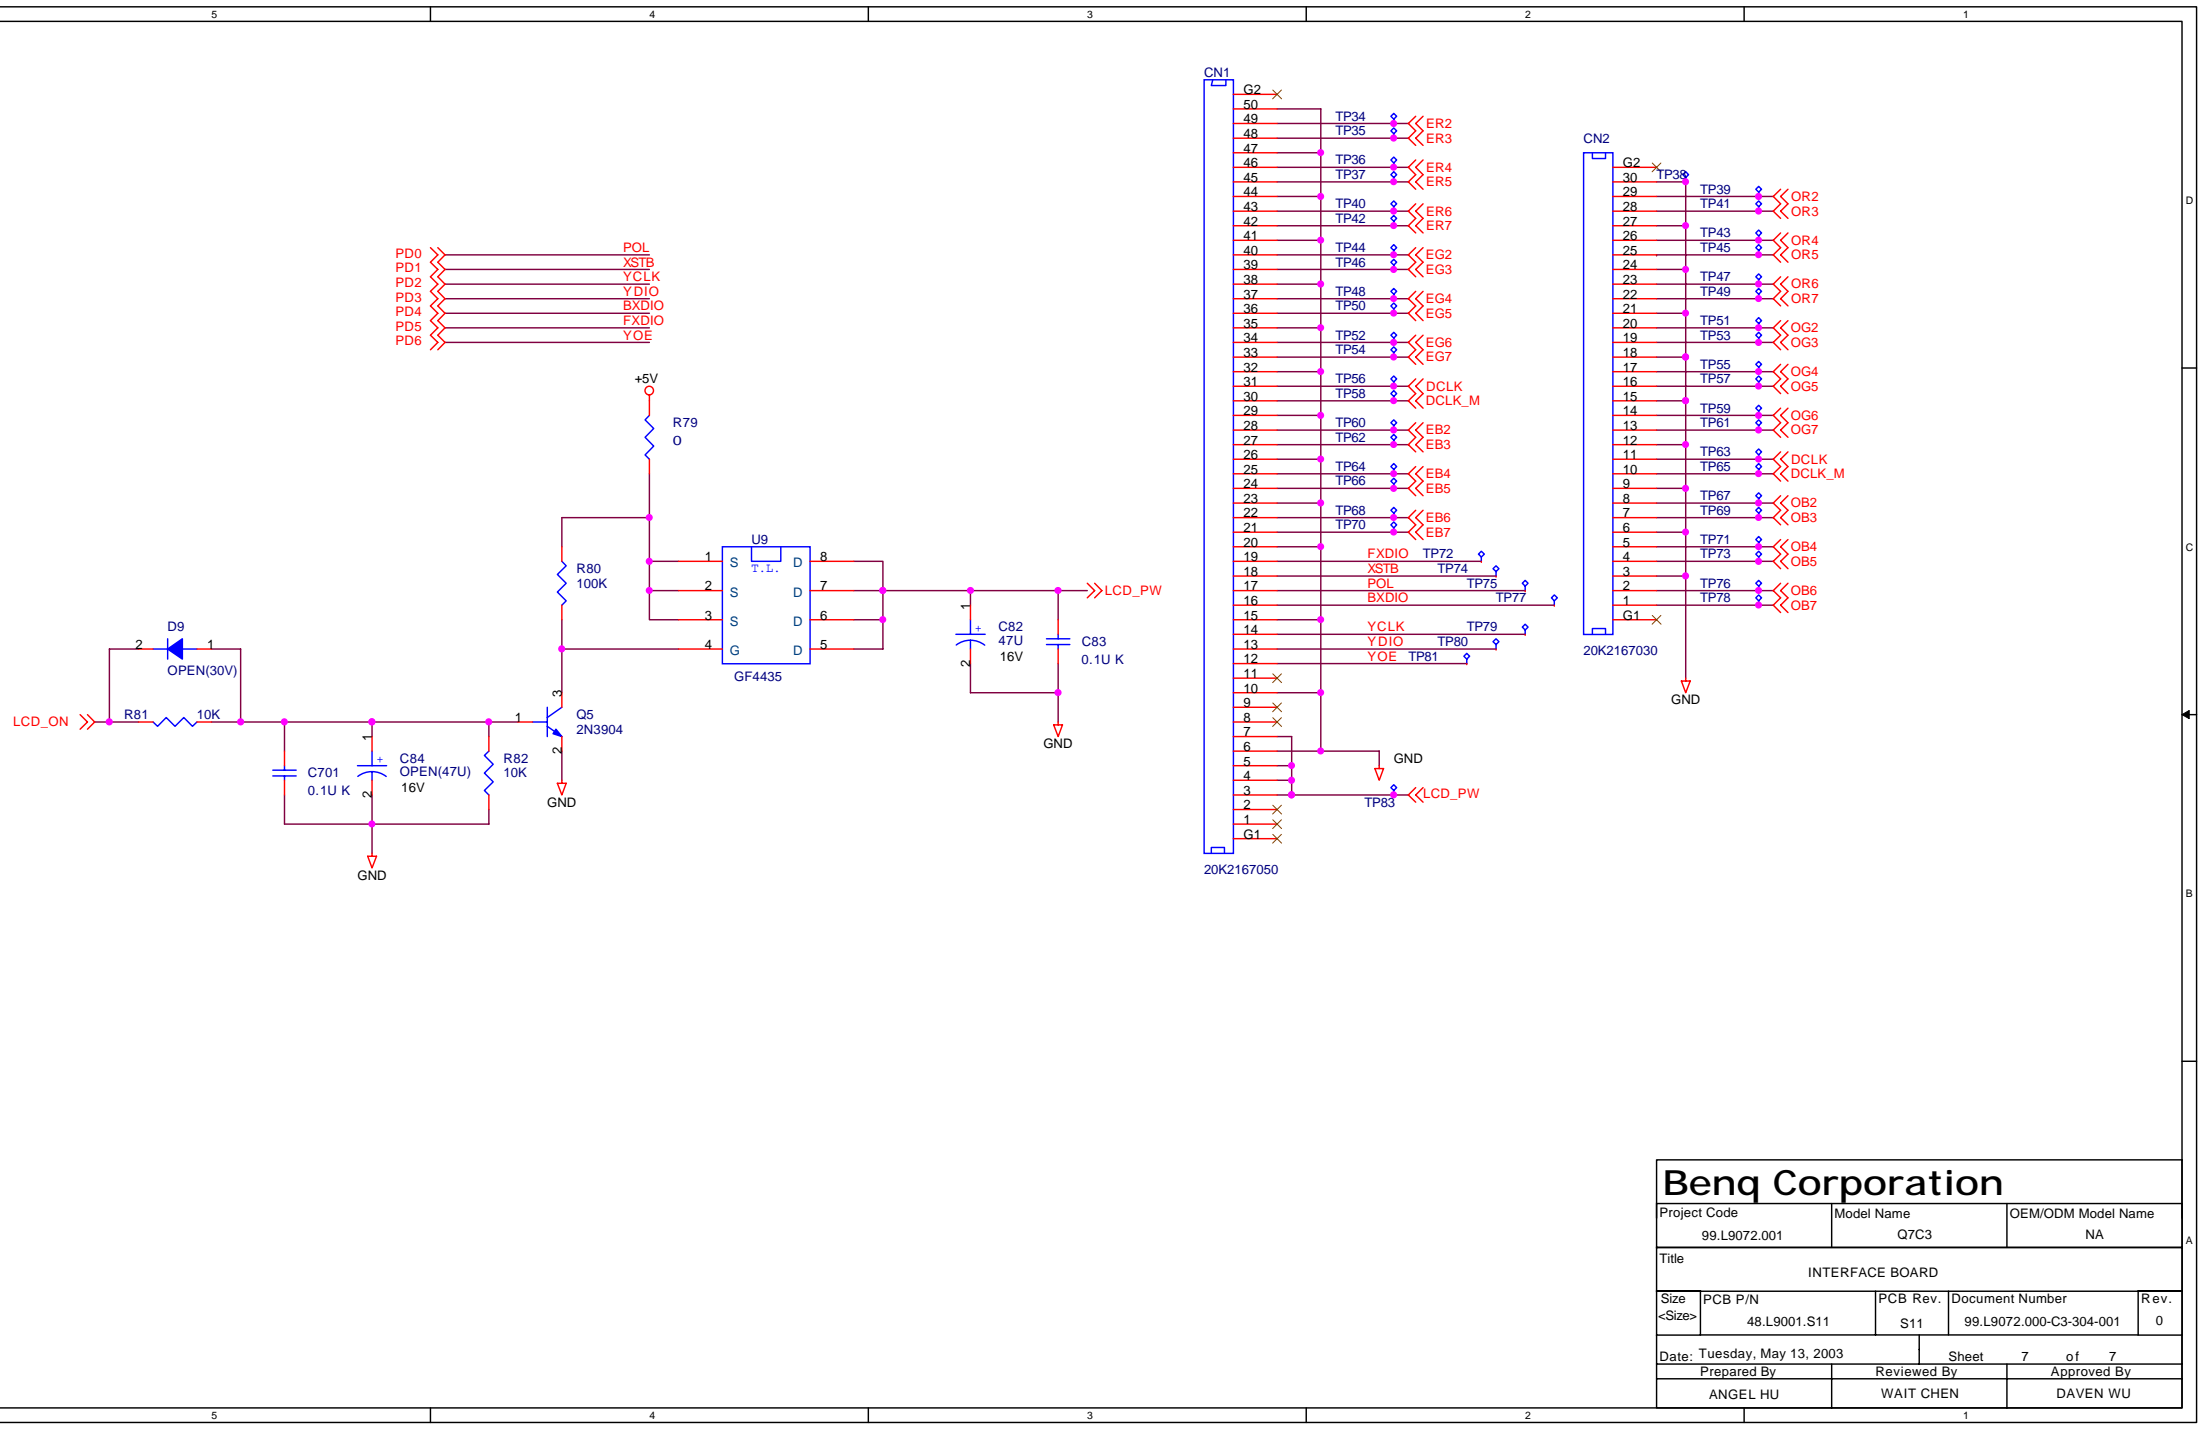 5 4 3 2 1
D
C
B
A
PD0 POL
PD1 XSTB
PD2 YCLK
PD3 YDIO
PD4 BXDIO
PD5 FXDIO
PD6 YOE
+5V
R79
0
R80
100K
U9
T.L.
1 S D 8
2 S D 7
3 S D 6
4 G D 5
GF4435
LCD_PW
1
+
2
C82
47U
16V
C83
0.1U K
GND
D9
2 1
OPEN(30V)
LCD_ON
R81 10K
C701
0.1U K
1
+
2
C84
OPEN(47U)
16V
R82
10K
GND
1
3
2
Q5
2N3904
GND
CN1
G2
50
49 TP34 ER2
48 TP35 ER3
47
46 TP36 ER4
45 TP37 ER5
44
43 TP40 ER6
42 TP42 ER7
41
40 TP44 EG2
39 TP46 EG3
38
37 TP48 EG4
36 TP50 EG5
35
34 TP52 EG6
33 TP54 EG7
32
31 TP56 DCLK
30 TP58 DCLK_M
29
28 TP60 EB2
27 TP62 EB3
26
25 TP64 EB4
24 TP66 EB5
23
22 TP68 EB6
21 TP70 EB7
20
19 FXDIO TP72
18 XSTB TP74
17 POL TP75
16 BXDIO TP77
15
14 YCLK TP79
13 YDIO TP80
12 YOE TP81
11
10
9
8
7
6 GND
5
4
3 TP83 LCD_PW
2
1
G1
20K2167050
CN2
G2
30 TP38
29 TP39 OR2
28 TP41 OR3
27
26 TP43 OR4
25 TP45 OR5
24
23 TP47 OR6
22 TP49 OR7
21
20 TP51 OG2
19 TP53 OG3
18
17 TP55 OG4
16 TP57 OG5
15
14 TP59 OG6
13 TP61 OG7
12
11 TP63 DCLK
10 TP65 DCLK_M
9
8 TP67 OB2
7 TP69 OB3
6
5 TP71 OB4
4 TP73 OB5
3
2 TP76 OB6
1 TP78 OB7
G1
20K2167030
GND
Benq Corporation
Project Code Model Name OEM/ODM Model Name
99.L9072.001 Q7C3 NA
Title
INTERFACE BOARD
Size PCB P/N PCB Rev. Document Number Rev.
<Size> 48.L9001.S11 S11 99.L9072.000-C3-304-001 0
Date: Tuesday, May 13, 2003 Sheet 7 of 7
Prepared By Reviewed By Approved By
ANGEL HU WAIT CHEN DAVEN WU
5 4 3 2 1